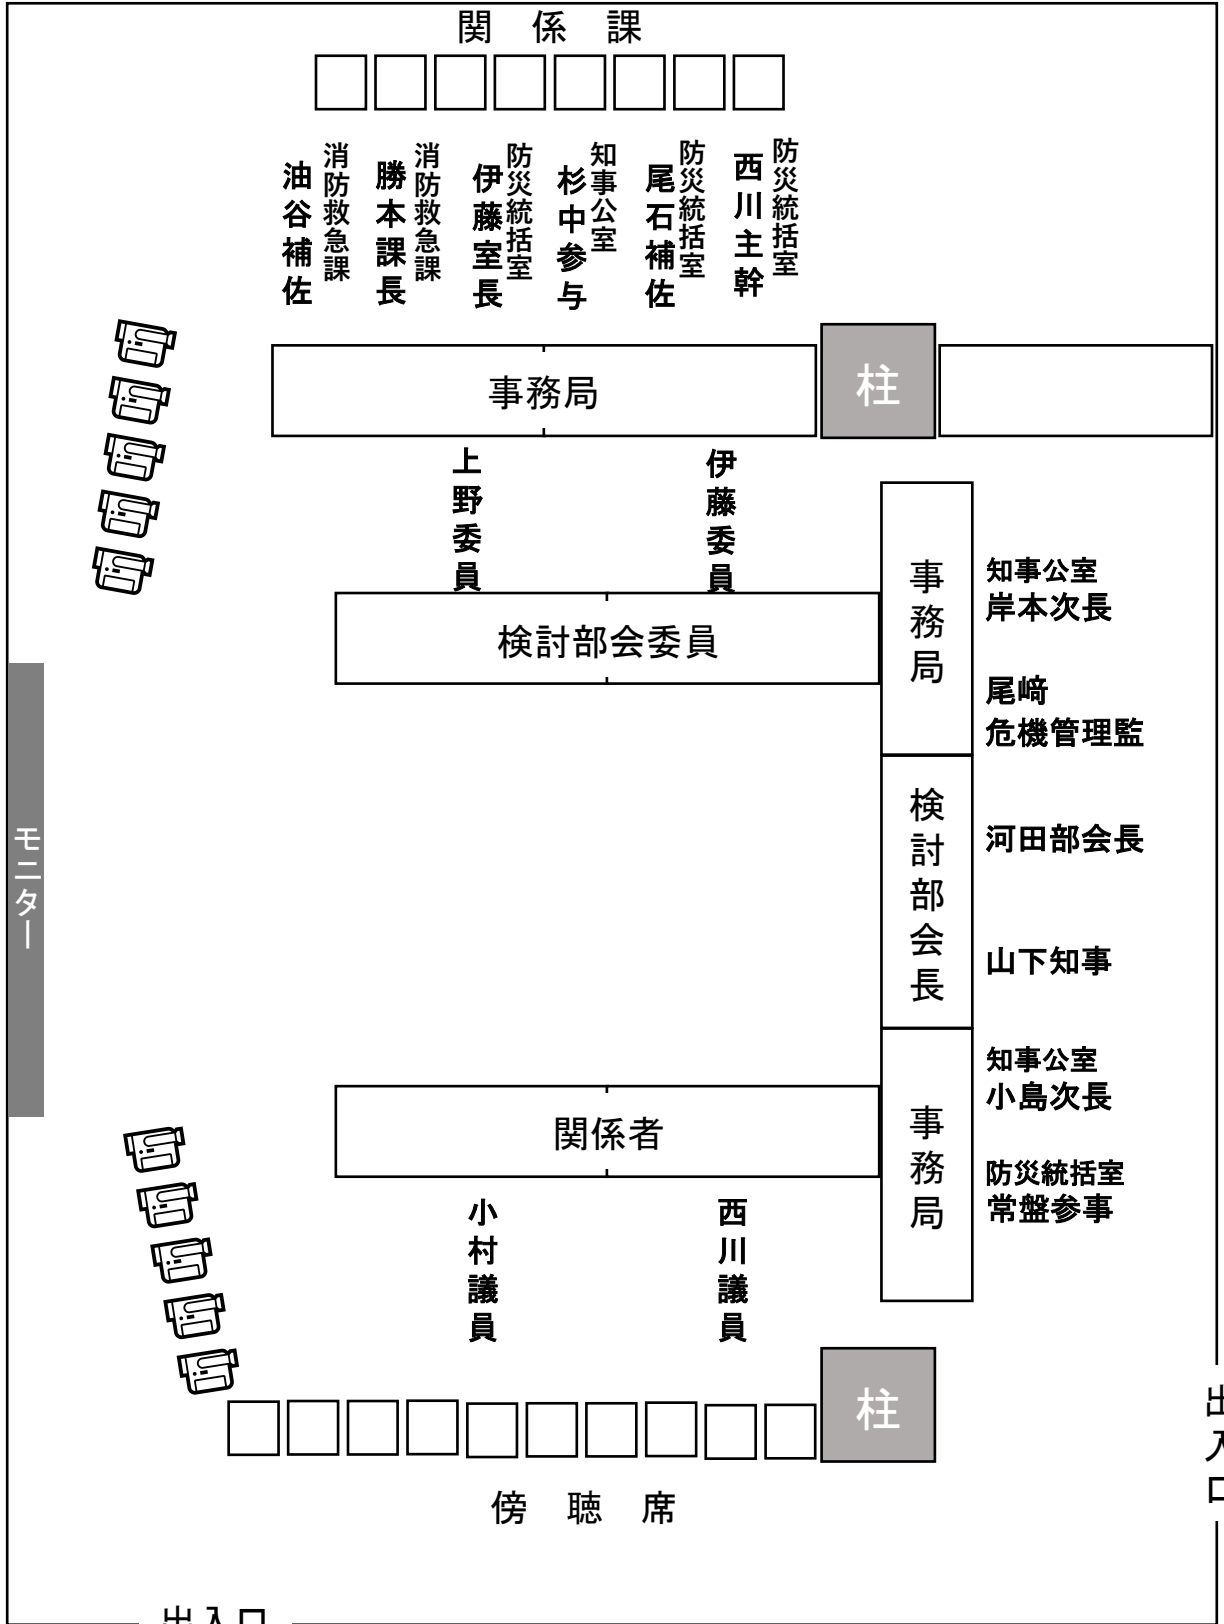 関 係 課
消防救急課
油谷補佐
消防救急課
勝本課長
防災統括室
伊藤室長
知事公室
杉中参与
防災統括室
尾石補佐
防災統括室
西川主幹
事務局
柱
上野委員
伊藤委員
検討部会委員
事務局
知事公室
岸本次長
尾﨑
危機管理監
モニター
検討部会長
河田部会長
山下知事
関係者
事務局
知事公室
小島次長
防災統括室
常盤参事
小村議員
西川議員
柱
傍 聴 席
出入口
出入口